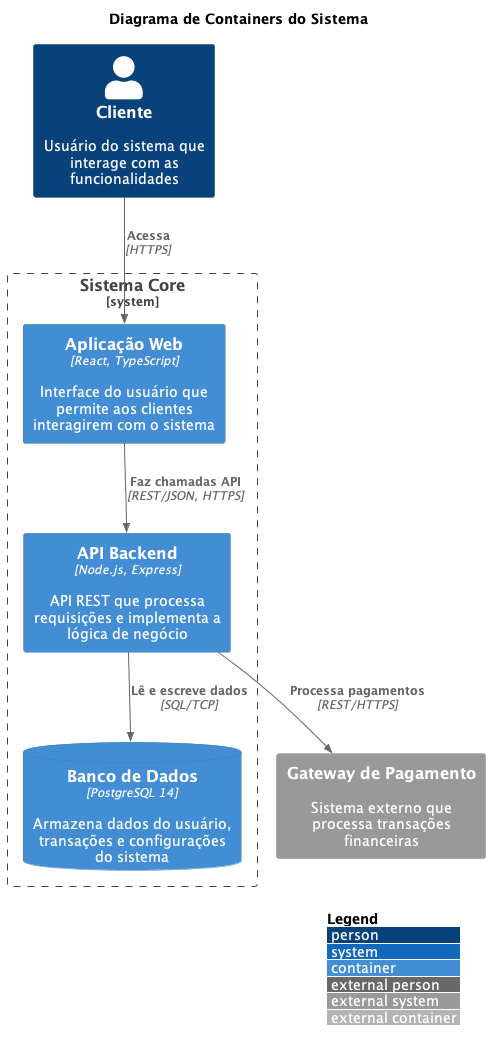 Diagrama de Containers do Sistema
Cliente
Usuário do sistema que
interage com as
funcionalidades
Acessa
[HTTPS]
Sistema Core
[system]
Aplicação Web
[React, TypeScript]
Interface do usuário que
permite aos clientes
interagirem com o sistema
Faz chamadas API
[REST/JSON, HTTPS]
API Backend
[Node.js, Express]
API REST que processa
requisições e implementa a
lógica de negócio
Lê e escreve dados
[SQL/TCP]
Processa pagamentos
[REST/HTTPS]
Banco de Dados
[PostgreSQL 14]
Armazena dados do usuário,
transações e configurações
do sistema
Gateway de Pagamento
Sistema externo que
processa transações
financeiras
Legend
person
system
container
external person
external system
external container